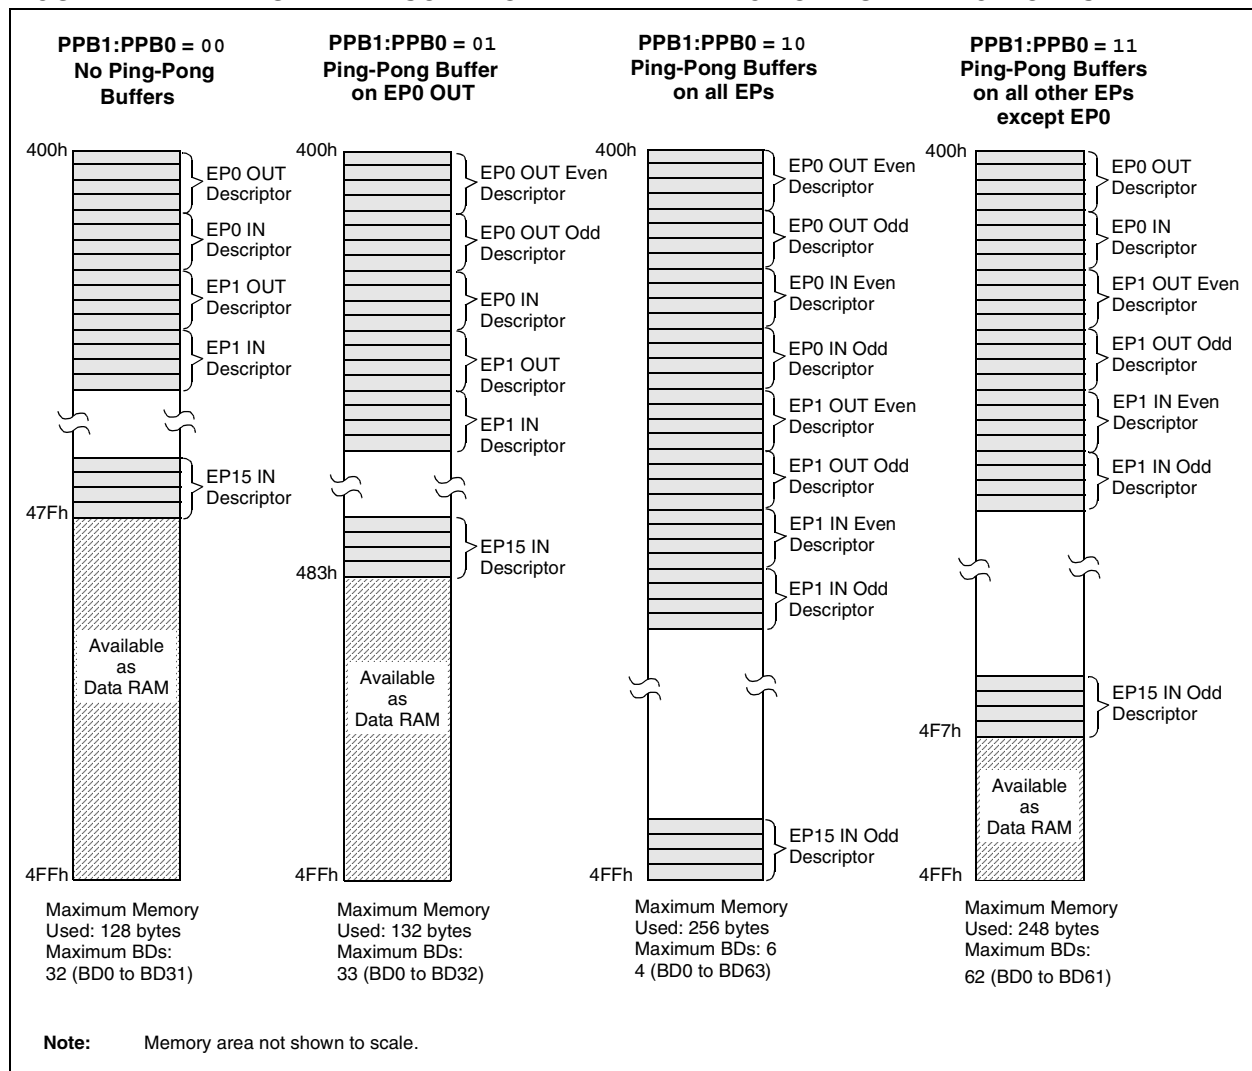 PPB1:PPB0 = 00
No Ping-Pong
Buffers
400h
EP0 OUT
Descriptor
EP0 IN
Descriptor
EP1 OUT
Descriptor
EP1 IN
Descriptor
EP15 IN
Descriptor
47Fh
Available
as
Data RAM
4FFh
Maximum Memory
Used: 128 bytes
Maximum BDs:
32 (BD0 to BD31)
PPB1:PPB0 = 01
Ping-Pong Buffer
on EP0 OUT
400h
EP0 OUT Even
Descriptor
EP0 OUT Odd
Descriptor
EP0 IN
Descriptor
EP1 OUT
Descriptor
EP1 IN
Descriptor
EP15 IN
Descriptor
483h
Available
as
Data RAM
4FFh
Maximum Memory
Used: 132 bytes
Maximum BDs:
33 (BD0 to BD32)
PPB1:PPB0 = 10
Ping-Pong Buffers
on all EPs
400h
EP0 OUT Even
Descriptor
EP0 OUT Odd
Descriptor
EP0 IN Even
Descriptor
EP0 IN Odd
Descriptor
EP1 OUT Even
Descriptor
EP1 OUT Odd
Descriptor
EP1 IN Even
Descriptor
EP1 IN Odd
Descriptor
EP15 IN Odd
Descriptor
4FFh
Maximum Memory
Used: 256 bytes
Maximum BDs: 6
4 (BD0 to BD63)
PPB1:PPB0 = 11
Ping-Pong Buffers
on all other EPs
except EP0
400h
EP0 OUT
Descriptor
EP0 IN
Descriptor
EP1 OUT Even
Descriptor
EP1 OUT Odd
Descriptor
EP1 IN Even
Descriptor
EP1 IN Odd
Descriptor
EP15 IN Odd
Descriptor
4F7h
Available
as
Data RAM
4FFh
Maximum Memory
Used: 248 bytes
Maximum BDs:
62 (BD0 to BD61)
Note: Memory area not shown to scale.